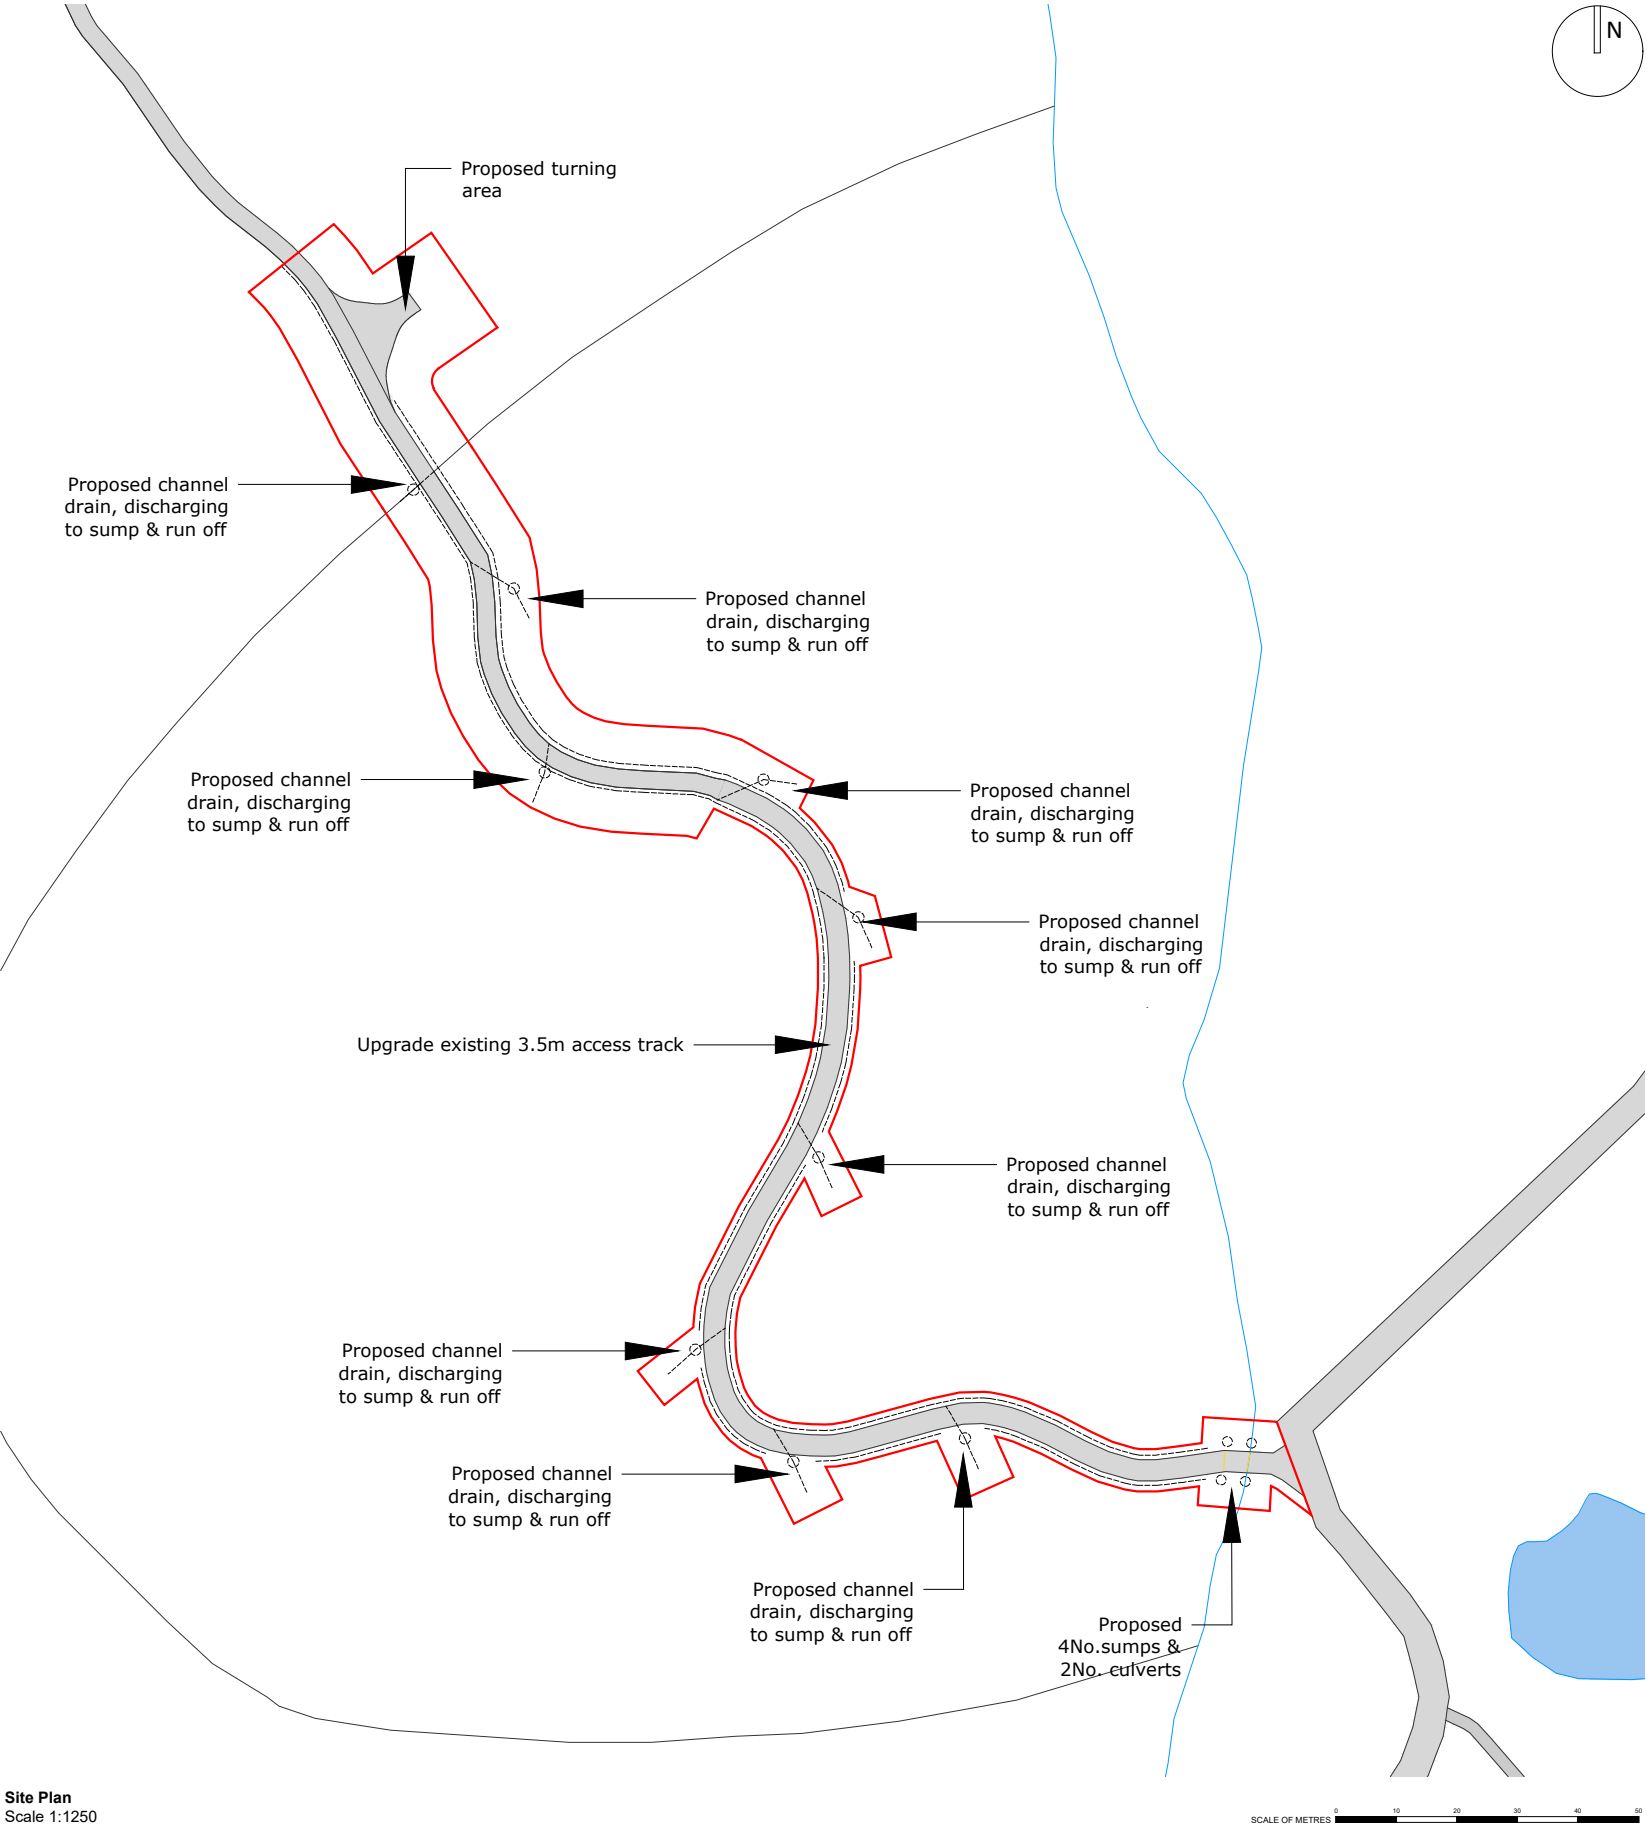 N
Proposed turning
area
Proposed channel
drain, discharging
to sump & run off
Proposed channel
drain, discharging
to sump & run off
Proposed channel
drain, discharging
to sump & run off
Proposed channel
drain, discharging
to sump & run off
Proposed channel
drain, discharging
to sump & run off
Upgrade existing 3.5m access track
Proposed channel
drain, discharging
to sump & run off
Proposed channel
drain, discharging
to sump & run off
Proposed channel
drain, discharging
to sump & run off
Proposed channel
drain, discharging
to sump & run off
Proposed
4No.sumps &
2No. culverts
Site Plan
Scale 1:1250
SCALE OF METRES 0 10 20 30 40 50